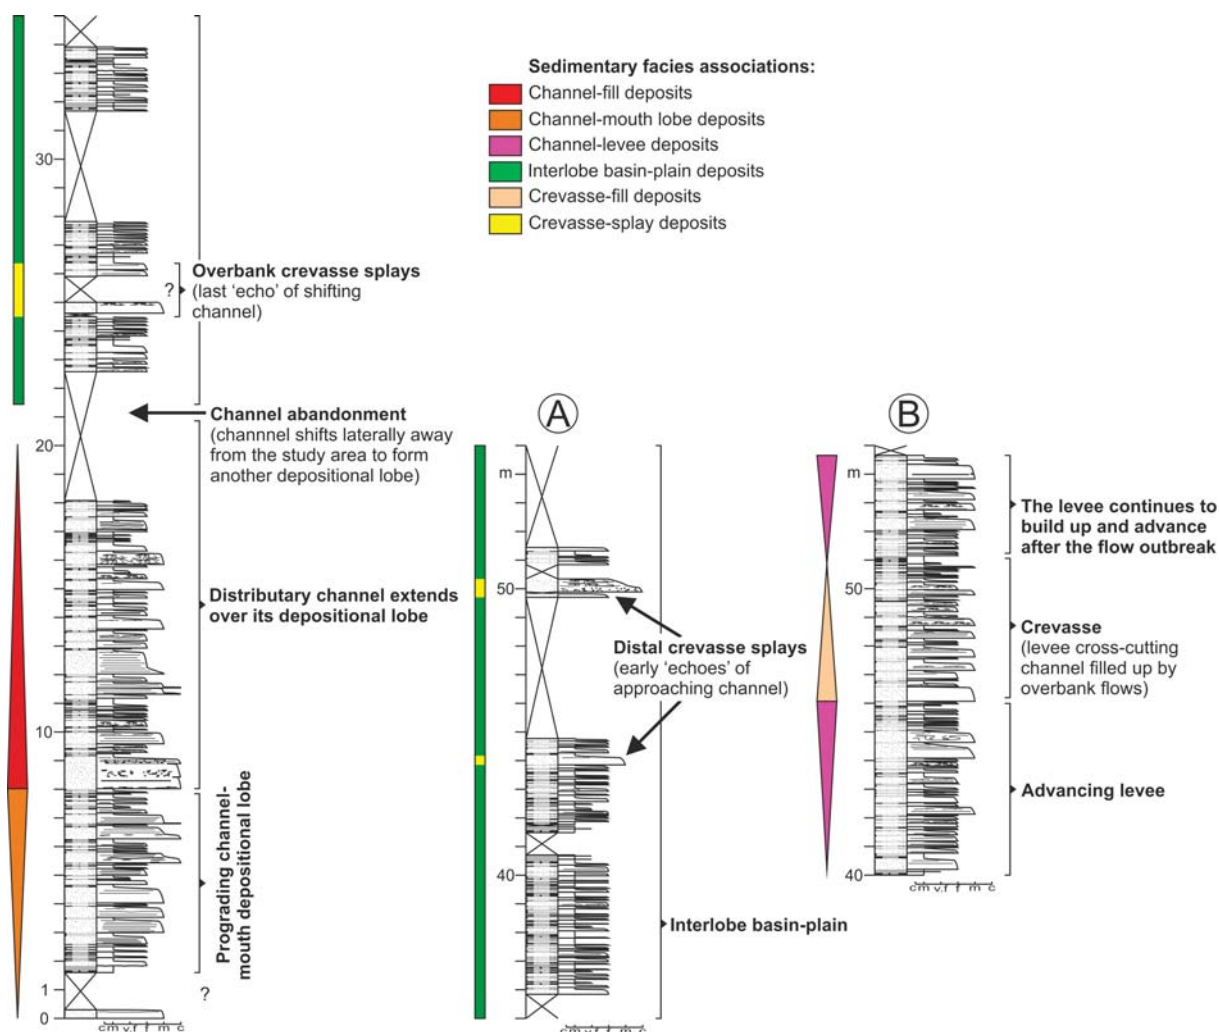 Sedimentary facies associations:
Channel-fill deposits
Channel-mouth lobe deposits
Channel-levee deposits
Interlobe basin-plain deposits
Crevasse-fill deposits
Crevasse-splay deposits
30
?
Overbank crevasse splays
(last 'echo' of shifting
channel)
Channel abandonment
(channnel shifts laterally away
from the study area to form
another depositional lobe)
20
Distributary channel extends
over its depositional lobe
10
Prograding channel-
mouth depositional lobe
?
1
0
c m v.f f m c
A
m
50
Distal crevasse splays
(early 'echoes' of
approaching channel)
40
Interlobe basin-plain
c m v.f f m c
B
m
The levee continues to
build up and advance
after the flow outbreak
50
Crevasse
(levee cross-cutting
channel filled up by
overbank flows)
Advancing levee
40
c m v.f f m c